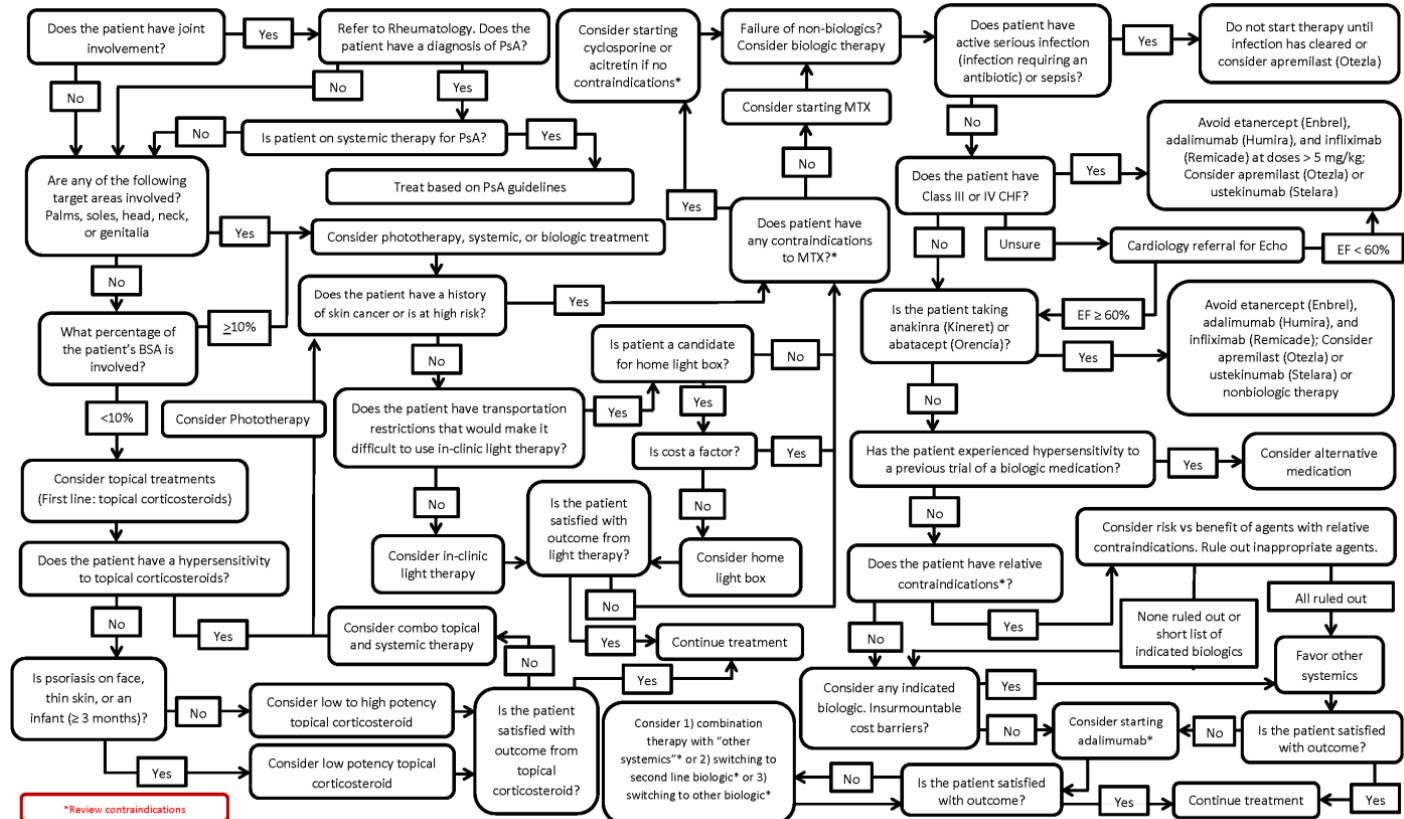 Does the patient have joint
involvement?
Yes
Refer to Rheumatology. Does the
patient have a diagnosis of PsA?
No
No
Yes
Is patient on systemic therapy for PsA?
No
Yes
Treat based on PsA guidelines
Are any of the following
target areas involved?
Palms, soles, head, neck,
or genitalia
Yes
Consider phototherapy, systemic, or biologic treatment
No
What percentage of
the patient's BSA is
involved?
≥10%
<10%
Consider topical treatments
(First line: topical corticosteroids)
Does the patient have a hypersensitivity
to topical corticosteroids?
No
Yes
Consider Phototherapy
Is psoriasis on face,
thin skin, or an
infant (≥ 3 months)?
No
Consider low to high potency
topical corticosteroid
Yes
Consider low potency topical
corticosteroid
Is the patient
satisfied with
outcome from
topical
corticosteroid?
No
Consider combo topical
and systemic therapy
Yes
Continue treatment
Does the patient have a history
of skin cancer or is at high risk?
Yes
No
Does the patient have transportation
restrictions that would make it
difficult to use in-clinic light therapy?
Yes
No
Consider in-clinic
light therapy
Is patient a candidate
for home light box?
No
Yes
Is cost a factor?
Yes
No
Consider home
light box
Is the patient
satisfied with
outcome from
light therapy?
No
Yes
Does patient have
any contraindications
to MTX?*
Yes
No
Consider starting
cyclosporine or
acitretin if no
contraindications*
Consider starting MTX
Failure of non-biologics?
Consider biologic therapy
Does patient have
active serious infection
(infection requiring an
antibiotic) or sepsis?
Yes
Do not start therapy until
infection has cleared or
consider apremilast (Otezla)
No
Does the patient have
Class III or IV CHF?
Yes
Avoid etanercept (Enbrel),
adalimumab (Humira), and
infliximab (Remicade)
at doses > 5 mg/kg;
Consider apremilast (Otezla) or
ustekinumab (Stelara)
No
Unsure
Cardiology referral for Echo
EF < 60%
EF ≥ 60%
Is the patient taking
anakinra (Kineret) or
abatacept (Orencia)?
Yes
Avoid etanercept (Enbrel),
adalimumab (Humira), and
infliximab (Remicade); Consider
apremilast (Otezla) or
ustekinumab (Stelara) or
nonbiologic therapy
No
Has the patient experienced hypersensitivity to
a previous trial of a biologic medication?
Yes
Consider alternative
medication
No
Does the patient have relative
contraindications*?
Yes
Consider risk vs benefit of agents with relative
contraindications. Rule out inappropriate agents.
None ruled out or
short list of
indicated biologics
All ruled out
Favor other
systemics
No
Consider any indicated
biologic. Insurmountable
cost barriers?
Yes
No
Consider starting
adalimumab*
Is the patient satisfied
with outcome?
No
Yes
Is the patient satisfied
with outcome?
No
Yes
Continue treatment
Consider 1) combination
therapy with "other
systemics"* or 2) switching to
second line biologic* or 3)
switching to other biologic*
*Review contraindications